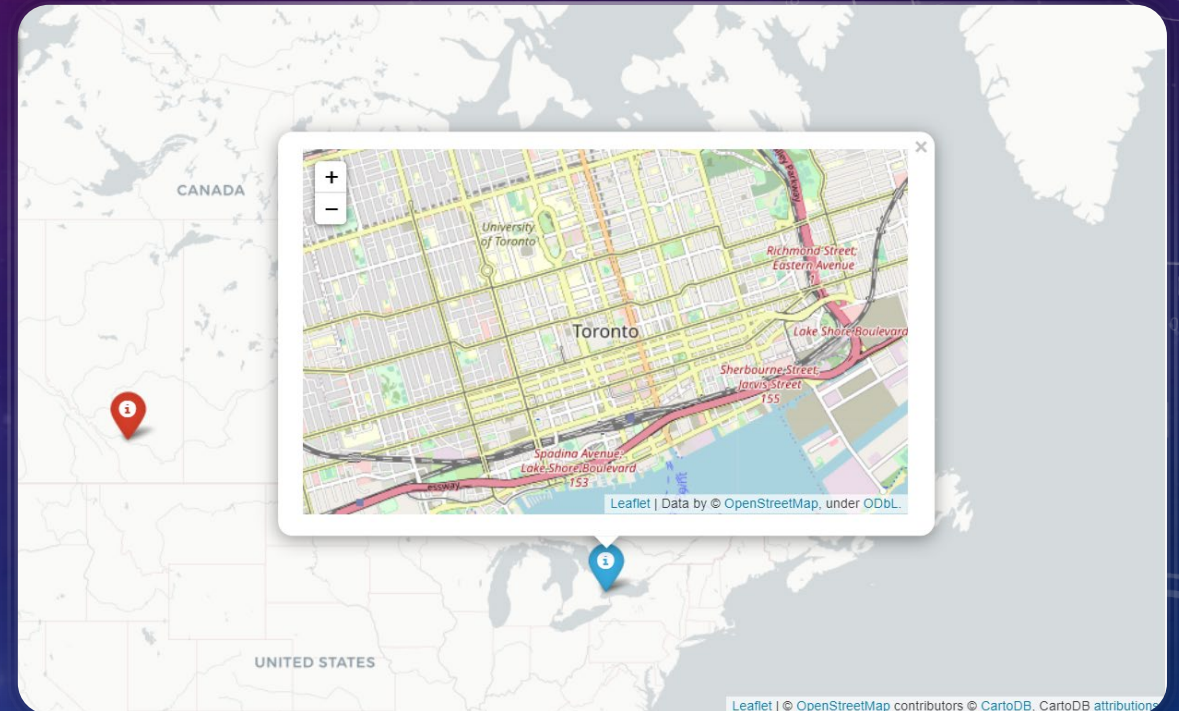 CANADA
×
+
−
University
of Toronto
Richmond Street;
Eastern Avenue
Toronto
Lake Shore Boulevard
Sherbourne Street;
Jarvis Street
155
Spadina Avenue;
Lake Shore Boulevard
153
essway
Leaflet | Data by © OpenStreetMap, under ODbL.
UNITED STATES
Leaflet | © OpenStreetMap contributors © CartoDB, CartoDB attributions